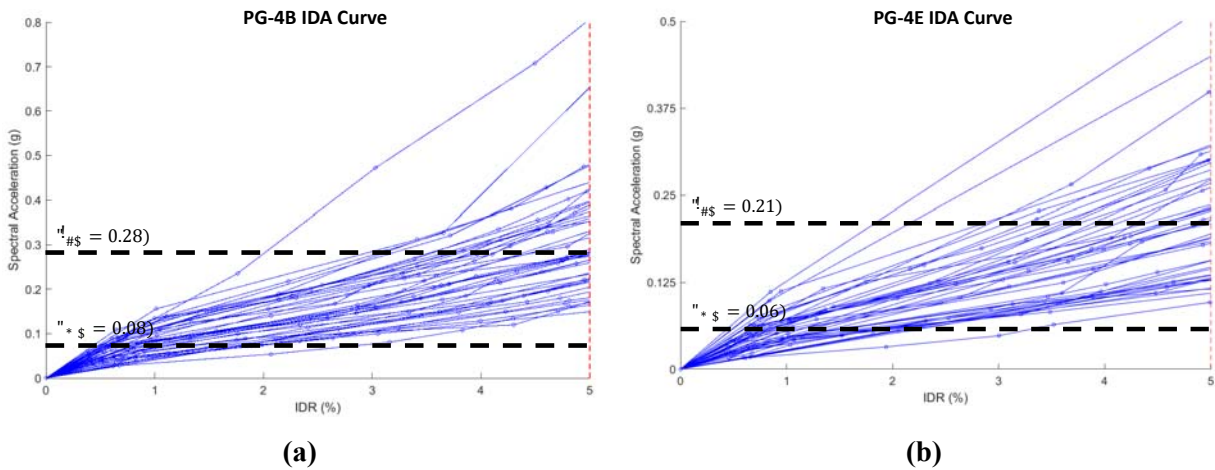 PG-4B IDA Curve
0.8
0.7
0.6
0.5
0.4
0.3
0.2
0.1
0
Spectral Acceleration (g)
"!#$ = 0.28)
"* $ = 0.08)
0 1 2 3 4 5
IDR (%)
(a)
PG-4E IDA Curve
0.5
0.375
0.25
0.125
0
Spectral Acceleration (g)
"!#$ = 0.21)
"* $ = 0.06)
0 1 2 3 4 5
IDR (%)
(b)